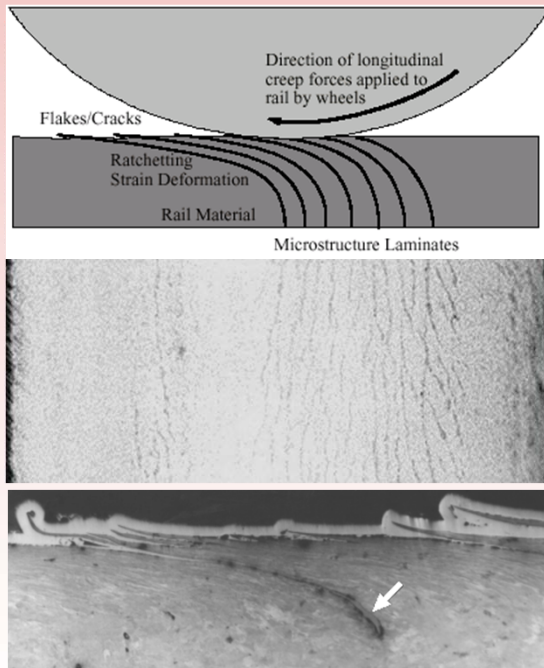 Direction of longitudinal
creep forces applied to
rail by wheels
Flakes/Cracks
Ratchetting
Strain Deformation
Rail Material
Microstructure Laminates